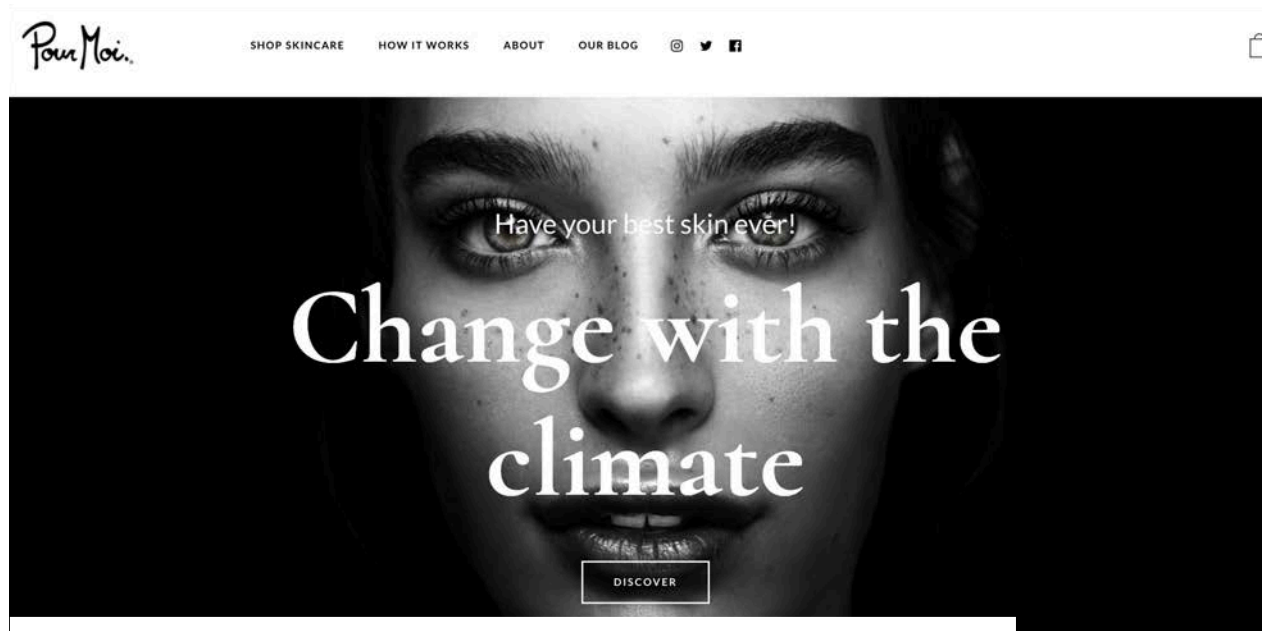 Pour Moi.
SHOP SKINCARE HOW IT WORKS ABOUT OUR BLOG
Have your best skin ever!
Change with the
climate
DISCOVER